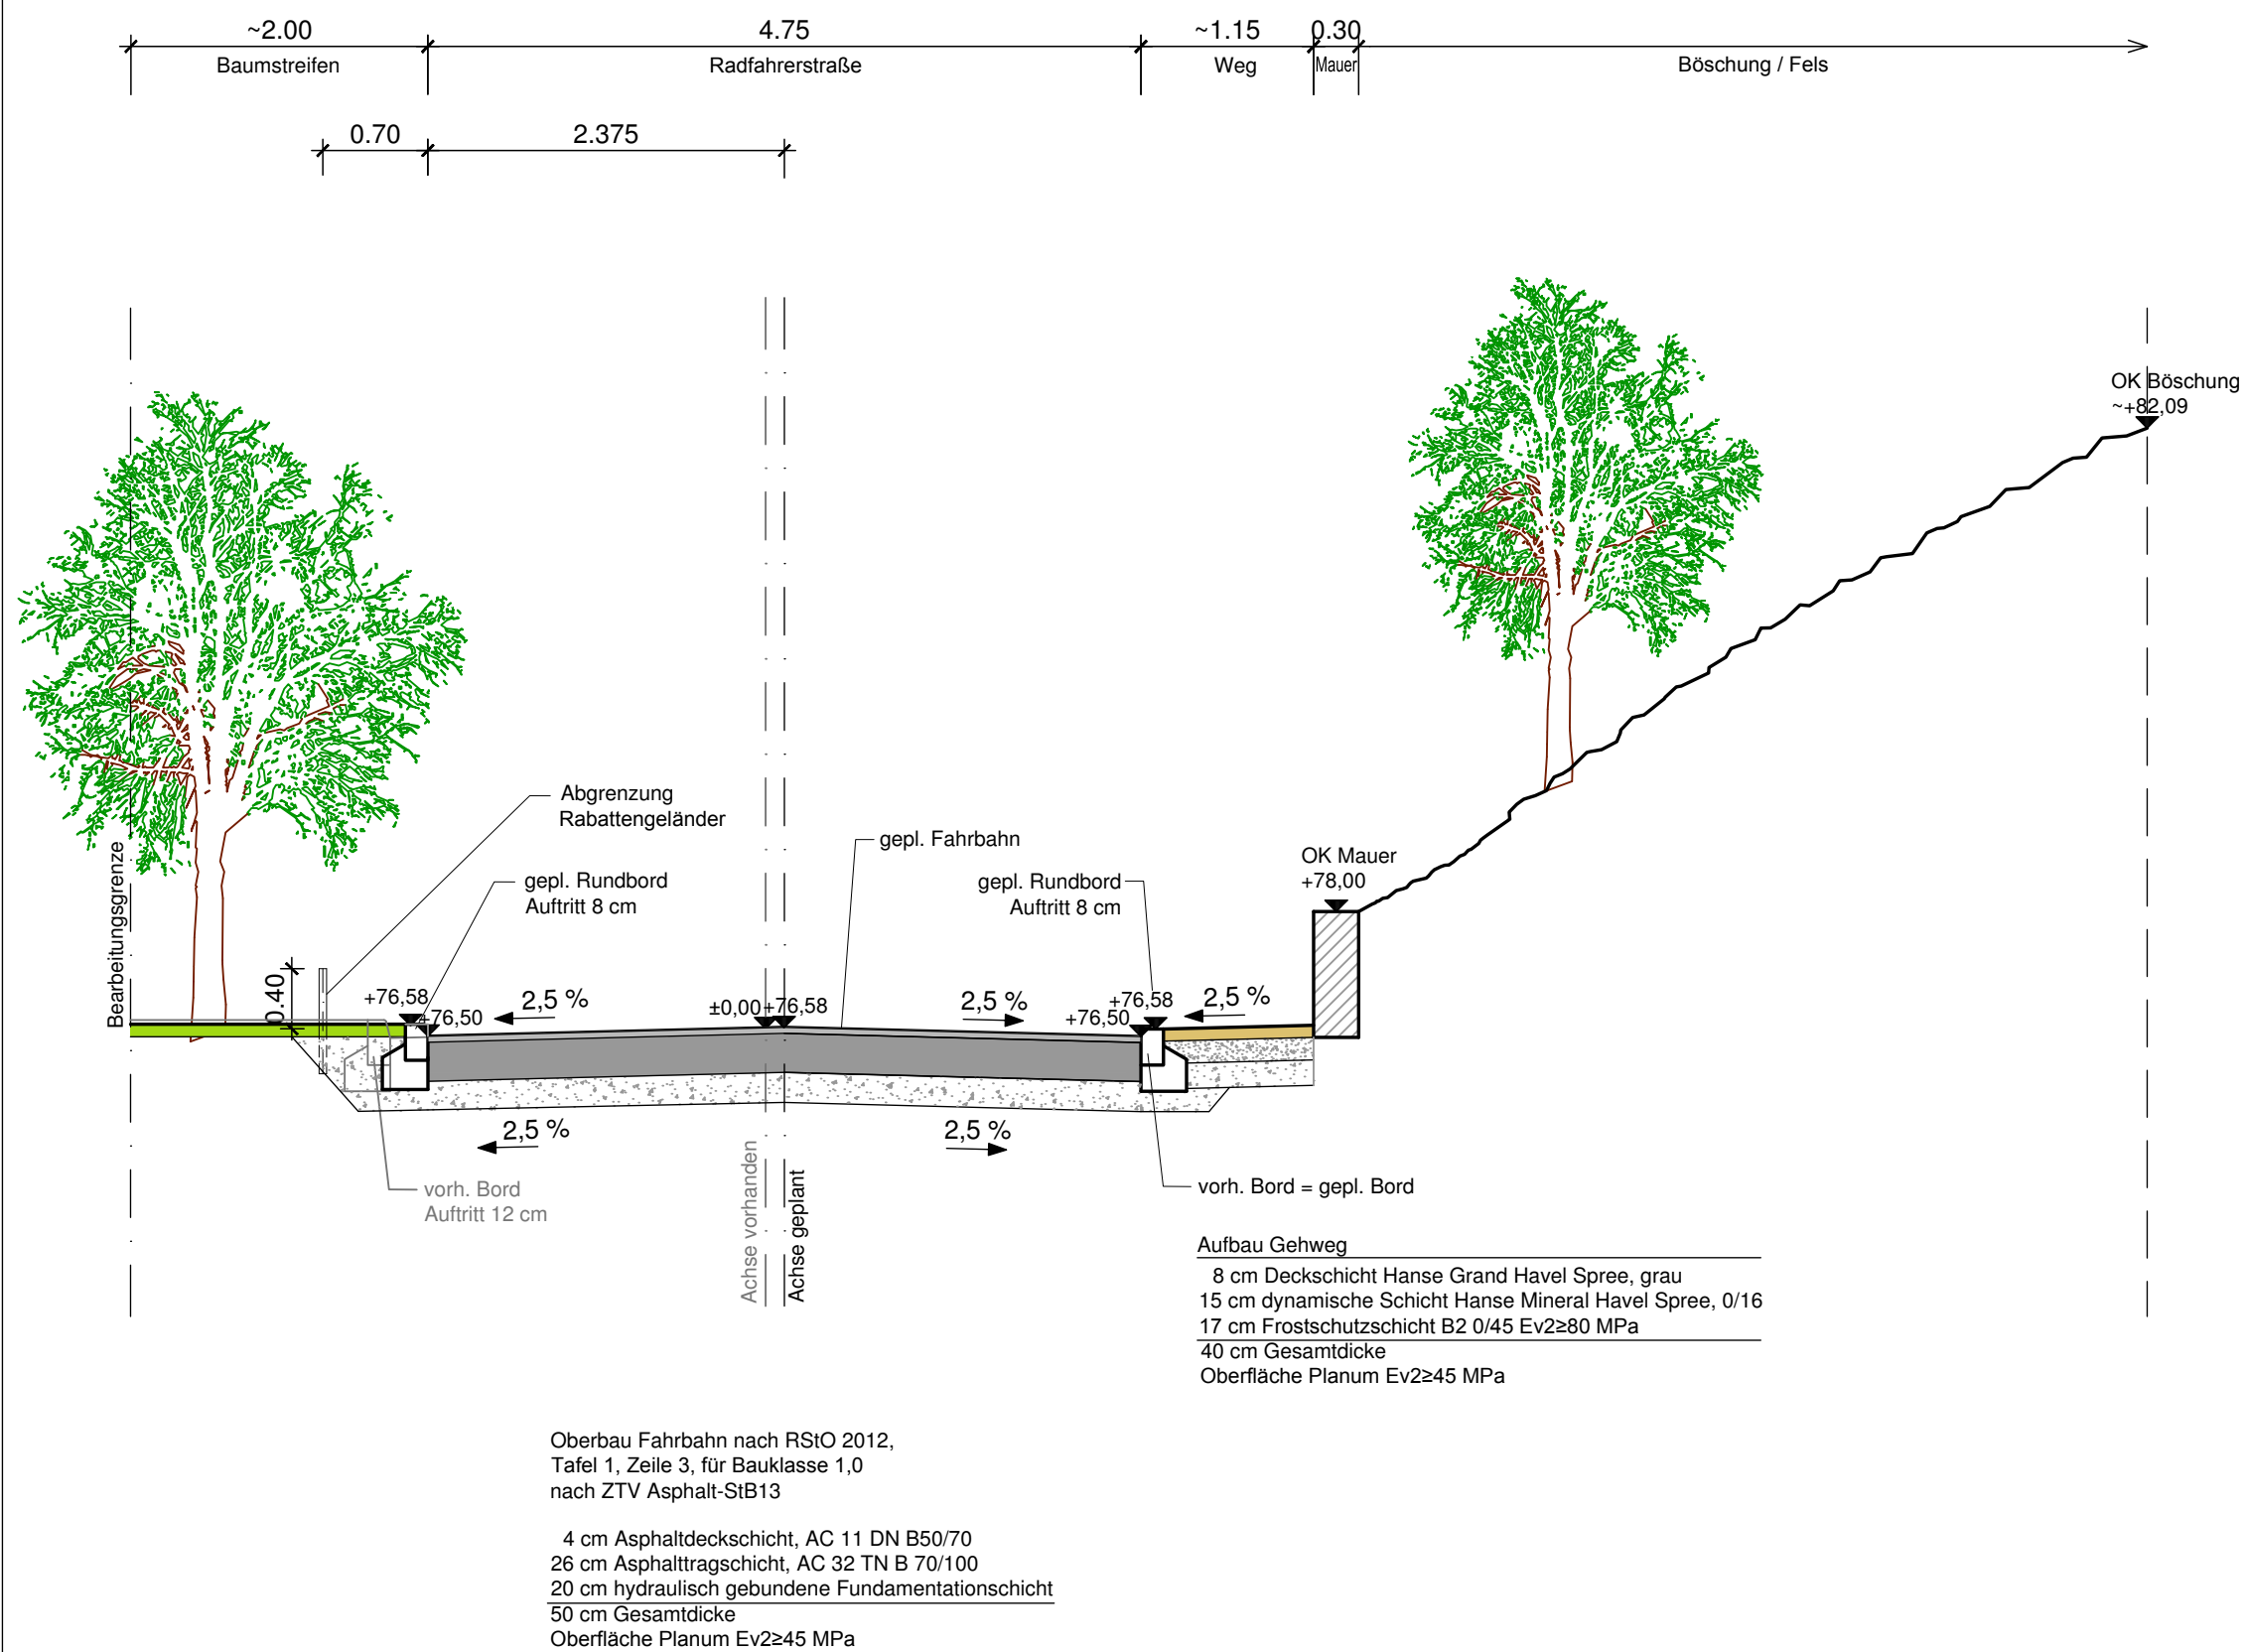 ~2.00 4.75 ~1.15 0.30
Baumstreifen Radfahrerstraße Weg Mauer Böschung / Fels
0.70 2.375
OK Böschung
~+82,09
Abgrenzung
Rabattengeländer
gepl. Fahrbahn
gepl. Rundbord
Auftritt 8 cm
gepl. Rundbord
Auftritt 8 cm
OK Mauer
+78,00
Bearbeitungsgrenze
0.40
+76,58
+76,50
2,5 %
±0,00
+76,58
2,5 %
+76,50
+76,58
2,5 %
2,5 %
2,5 %
vorh. Bord
Auftritt 12 cm
Achse vorhanden
Achse geplant
vorh. Bord = gepl. Bord
Aufbau Gehweg
8 cm Deckschicht Hanse Grand Havel Spree, grau
15 cm dynamische Schicht Hanse Mineral Havel Spree, 0/16
17 cm Frostschutzschicht B2 0/45 Ev2≥80 MPa
40 cm Gesamtdicke
Oberfläche Planum Ev2≥45 MPa
Oberbau Fahrbahn nach RStO 2012,
Tafel 1, Zeile 3, für Bauklasse 1,0
nach ZTV Asphalt-StB13
4 cm Asphaltdeckschicht, AC 11 DN B50/70
26 cm Asphalttragschicht, AC 32 TN B 70/100
20 cm hydraulisch gebundene Fundamentationschicht
50 cm Gesamtdicke
Oberfläche Planum Ev2≥45 MPa